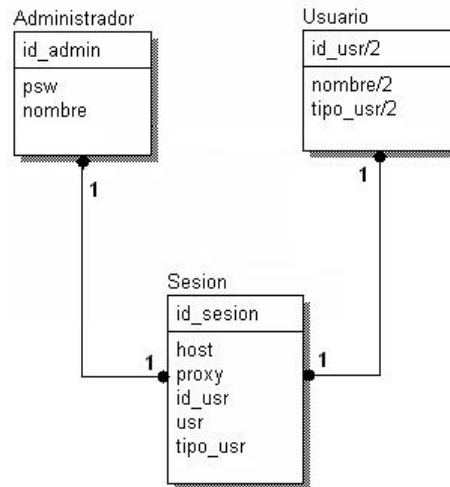 Administrador
id_admin
psw
nombre
1
Usuario
id_usr/2
nombre/2
tipo_usr/2
1
Sesion
id_sesion
host
proxy
id_usr
usr
tipo_usr
1
1